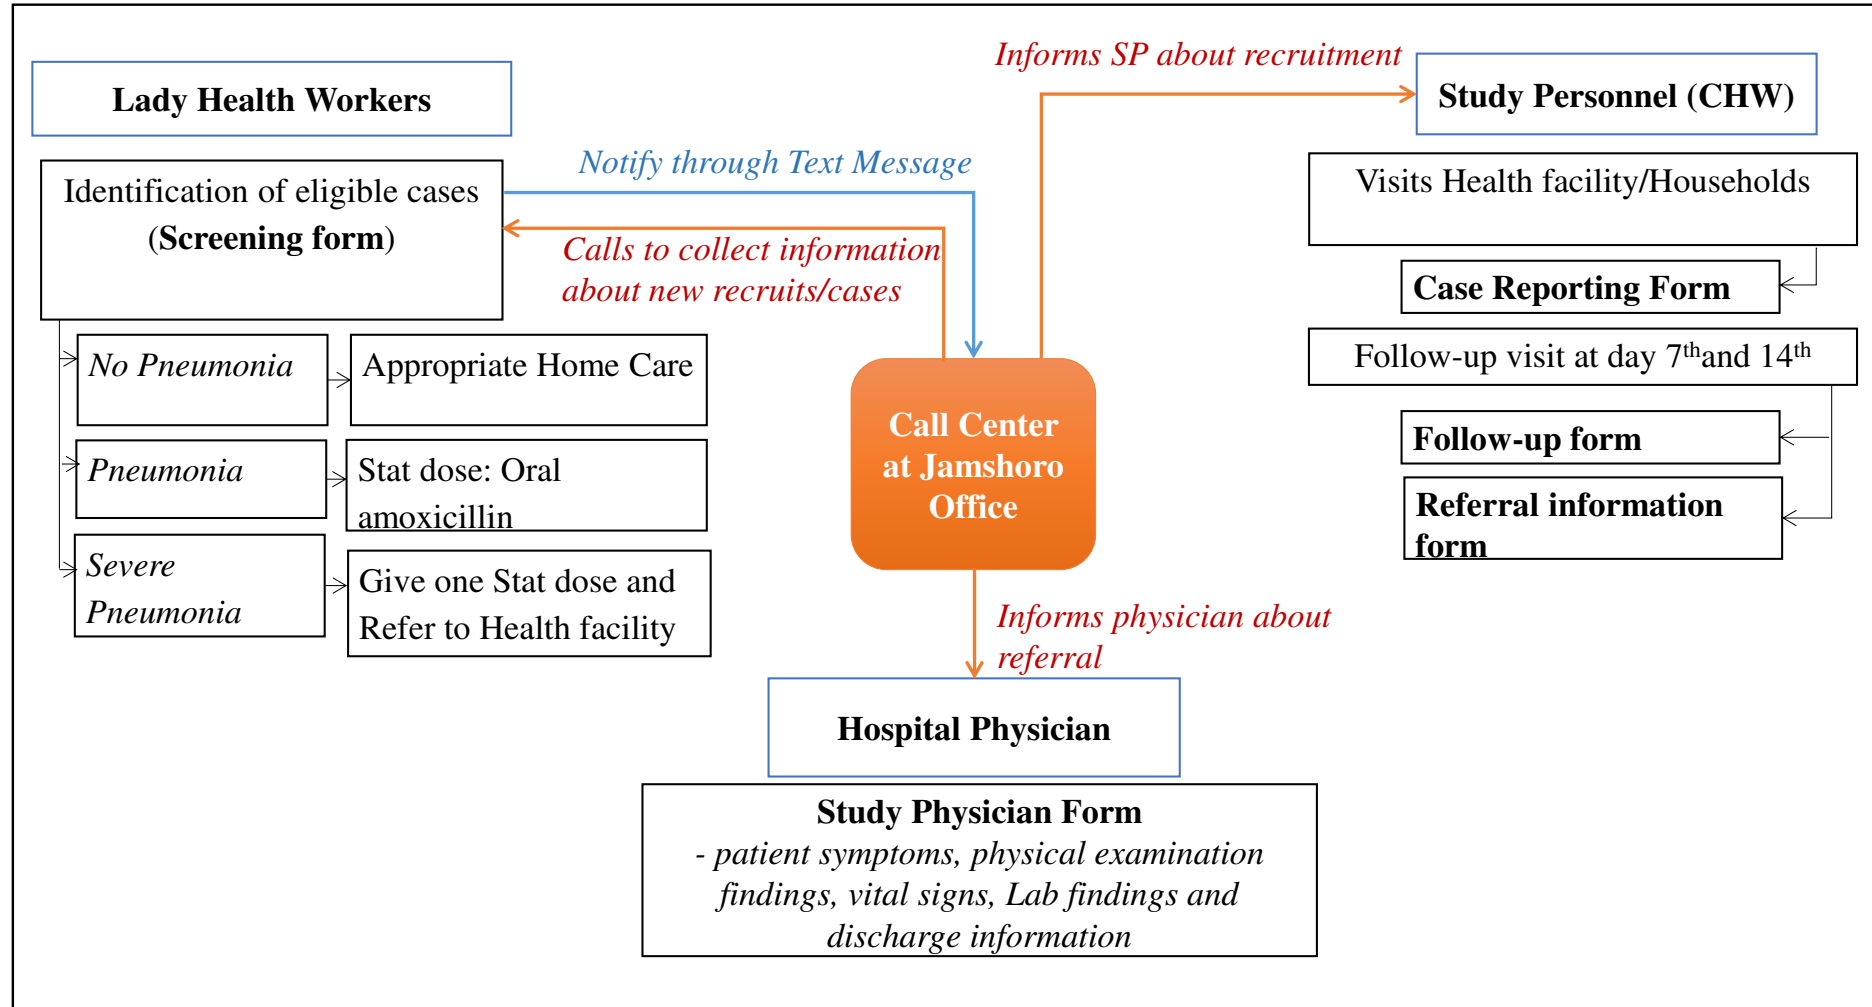 Lady Health Workers
Identification of eligible cases
(Screening form)
No Pneumonia
Appropriate Home Care
Pneumonia
Stat dose: Oral
amoxicillin
Severe
Pneumonia
Give one Stat dose and
Refer to Health facility
Notify through Text Message
Calls to collect information
about new recruits/cases
Informs SP about recruitment
Call Center
at Jamshoro
Office
Informs physician about
referral
Hospital Physician
Study Physician Form
- patient symptoms, physical examination
findings, vital signs, Lab findings and
discharge information
Study Personnel (CHW)
Visits Health facility/Households
Case Reporting Form
Follow-up visit at day 7thand 14th
Follow-up form
Referral information
form